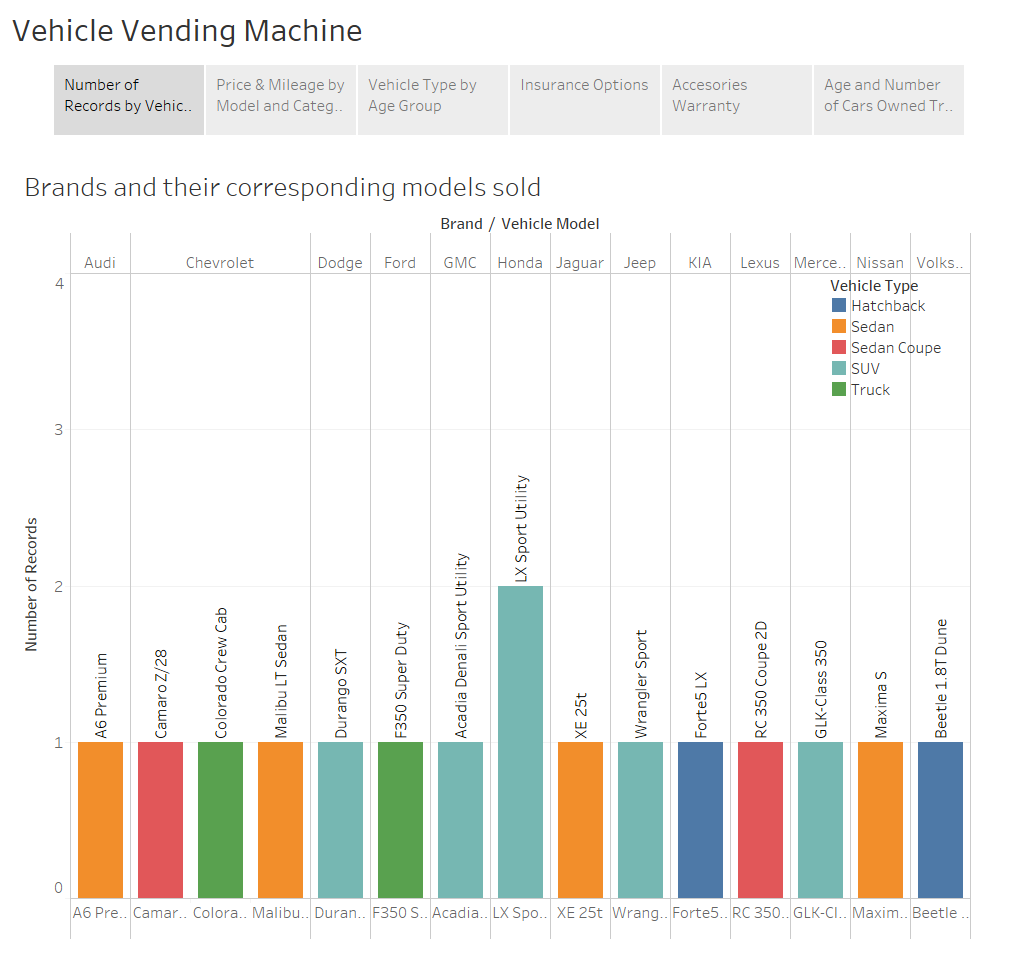 Vehicle Vending Machine
Number of
Records by Vehic..
Price & Mileage by
Model and Categ..
Vehicle Type by
Age Group
Insurance Options
Accesories
Warranty
Age and Number
of Cars Owned Tr..
Brands and their corresponding models sold
Brand / Vehicle Model
Audi Chevrolet Dodge Ford GMC Honda Jaguar Jeep KIA Lexus Merce.. Nissan Volks..
Vehicle Type
Hatchback
Sedan
Sedan Coupe
SUV
Truck
Number of Records
4
3
2
1
0
A6 Premium
Camaro Z/28
Colorado Crew Cab
Malibu LT Sedan
Durango SXT
F350 Super Duty
Acadia Denali Sport Utility
LX Sport Utility
XE 25t
Wrangler Sport
Forte5 LX
RC 350 Coupe 2D
GLK-Class 350
Maxima S
Beetle 1.8T Dune
A6 Pre.. Camar.. Colora.. Malibu.. Duran.. F350 S.. Acadia.. LX Spo.. XE 25t Wrang.. Forte5.. RC 350.. GLK-Cl.. Maxim.. Beetle ..